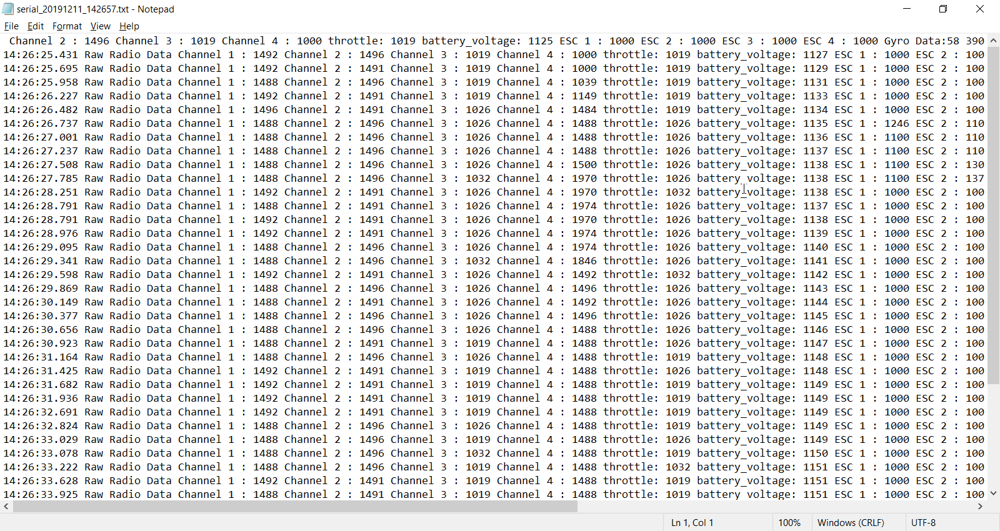 serial_20191211_142657.txt - Notepad
File Edit Format View Help
Channel 2 : 1496 Channel 3 : 1019 Channel 4 : 1000 throttle: 1019 battery_voltage: 1125 ESC 1 : 1000 ESC 2 : 1000 ESC 3 : 1000 ESC 4 : 1000 Gyro Data:58 390
14:26:25.431 Raw Radio Data Channel 1 : 1492 Channel 2 : 1496 Channel 3 : 1019 Channel 4 : 1000 throttle: 1019 battery_voltage: 1127 ESC 1 : 1000 ESC 2 : 100
14:26:25.695 Raw Radio Data Channel 1 : 1492 Channel 2 : 1491 Channel 3 : 1019 Channel 4 : 1000 throttle: 1019 battery_voltage: 1129 ESC 1 : 1000 ESC 2 : 100
14:26:25.958 Raw Radio Data Channel 1 : 1488 Channel 2 : 1496 Channel 3 : 1019 Channel 4 : 1039 throttle: 1019 battery_voltage: 1131 ESC 1 : 1000 ESC 2 : 100
14:26:26.227 Raw Radio Data Channel 1 : 1492 Channel 2 : 1491 Channel 3 : 1019 Channel 4 : 1149 throttle: 1019 battery_voltage: 1133 ESC 1 : 1000 ESC 2 : 100
14:26:26.482 Raw Radio Data Channel 1 : 1496 Channel 2 : 1491 Channel 3 : 1026 Channel 4 : 1484 throttle: 1019 battery_voltage: 1134 ESC 1 : 1000 ESC 2 : 100
14:26:26.737 Raw Radio Data Channel 1 : 1488 Channel 2 : 1496 Channel 3 : 1026 Channel 4 : 1488 throttle: 1026 battery_voltage: 1135 ESC 1 : 1246 ESC 2 : 110
14:26:27.001 Raw Radio Data Channel 1 : 1488 Channel 2 : 1496 Channel 3 : 1026 Channel 4 : 1488 throttle: 1026 battery_voltage: 1136 ESC 1 : 1100 ESC 2 : 110
14:26:27.237 Raw Radio Data Channel 1 : 1488 Channel 2 : 1496 Channel 3 : 1026 Channel 4 : 1488 throttle: 1026 battery_voltage: 1137 ESC 1 : 1100 ESC 2 : 110
14:26:27.508 Raw Radio Data Channel 1 : 1488 Channel 2 : 1496 Channel 3 : 1026 Channel 4 : 1500 throttle: 1026 battery_voltage: 1138 ESC 1 : 1100 ESC 2 : 130
14:26:27.785 Raw Radio Data Channel 1 : 1488 Channel 2 : 1496 Channel 3 : 1032 Channel 4 : 1970 throttle: 1026 battery_voltage: 1138 ESC 1 : 1100 ESC 2 : 137
14:26:28.251 Raw Radio Data Channel 1 : 1492 Channel 2 : 1491 Channel 3 : 1026 Channel 4 : 1970 throttle: 1032 battery_voltage: 1138 ESC 1 : 1000 ESC 2 : 100
14:26:28.791 Raw Radio Data Channel 1 : 1488 Channel 2 : 1491 Channel 3 : 1026 Channel 4 : 1974 throttle: 1026 battery_voltage: 1137 ESC 1 : 1000 ESC 2 : 100
14:26:28.791 Raw Radio Data Channel 1 : 1492 Channel 2 : 1491 Channel 3 : 1026 Channel 4 : 1970 throttle: 1026 battery_voltage: 1138 ESC 1 : 1000 ESC 2 : 100
14:26:28.976 Raw Radio Data Channel 1 : 1492 Channel 2 : 1491 Channel 3 : 1026 Channel 4 : 1974 throttle: 1026 battery_voltage: 1139 ESC 1 : 1000 ESC 2 : 100
14:26:29.095 Raw Radio Data Channel 1 : 1488 Channel 2 : 1496 Channel 3 : 1026 Channel 4 : 1974 throttle: 1026 battery_voltage: 1140 ESC 1 : 1000 ESC 2 : 100
14:26:29.341 Raw Radio Data Channel 1 : 1488 Channel 2 : 1496 Channel 3 : 1032 Channel 4 : 1846 throttle: 1026 battery_voltage: 1141 ESC 1 : 1000 ESC 2 : 100
14:26:29.598 Raw Radio Data Channel 1 : 1492 Channel 2 : 1491 Channel 3 : 1026 Channel 4 : 1492 throttle: 1032 battery_voltage: 1142 ESC 1 : 1000 ESC 2 : 100
14:26:29.869 Raw Radio Data Channel 1 : 1488 Channel 2 : 1496 Channel 3 : 1026 Channel 4 : 1496 throttle: 1026 battery_voltage: 1143 ESC 1 : 1000 ESC 2 : 100
14:26:30.149 Raw Radio Data Channel 1 : 1488 Channel 2 : 1491 Channel 3 : 1026 Channel 4 : 1492 throttle: 1026 battery_voltage: 1144 ESC 1 : 1000 ESC 2 : 100
14:26:30.377 Raw Radio Data Channel 1 : 1488 Channel 2 : 1496 Channel 3 : 1026 Channel 4 : 1496 throttle: 1026 battery_voltage: 1145 ESC 1 : 1000 ESC 2 : 100
14:26:30.656 Raw Radio Data Channel 1 : 1488 Channel 2 : 1496 Channel 3 : 1026 Channel 4 : 1488 throttle: 1026 battery_voltage: 1146 ESC 1 : 1000 ESC 2 : 100
14:26:30.923 Raw Radio Data Channel 1 : 1488 Channel 2 : 1491 Channel 3 : 1019 Channel 4 : 1488 throttle: 1026 battery_voltage: 1147 ESC 1 : 1000 ESC 2 : 100
14:26:31.164 Raw Radio Data Channel 1 : 1488 Channel 2 : 1496 Channel 3 : 1026 Channel 4 : 1488 throttle: 1019 battery_voltage: 1148 ESC 1 : 1000 ESC 2 : 100
14:26:31.425 Raw Radio Data Channel 1 : 1492 Channel 2 : 1491 Channel 3 : 1019 Channel 4 : 1488 throttle: 1026 battery_voltage: 1148 ESC 1 : 1000 ESC 2 : 100
14:26:31.682 Raw Radio Data Channel 1 : 1492 Channel 2 : 1491 Channel 3 : 1019 Channel 4 : 1488 throttle: 1019 battery_voltage: 1149 ESC 1 : 1000 ESC 2 : 100
14:26:31.936 Raw Radio Data Channel 1 : 1492 Channel 2 : 1491 Channel 3 : 1019 Channel 4 : 1488 throttle: 1019 battery_voltage: 1149 ESC 1 : 1000 ESC 2 : 100
14:26:32.691 Raw Radio Data Channel 1 : 1492 Channel 2 : 1491 Channel 3 : 1019 Channel 4 : 1488 throttle: 1019 battery_voltage: 1149 ESC 1 : 1000 ESC 2 : 100
14:26:32.824 Raw Radio Data Channel 1 : 1488 Channel 2 : 1496 Channel 3 : 1026 Channel 4 : 1488 throttle: 1019 battery_voltage: 1149 ESC 1 : 1000 ESC 2 : 100
14:26:33.029 Raw Radio Data Channel 1 : 1488 Channel 2 : 1496 Channel 3 : 1019 Channel 4 : 1488 throttle: 1026 battery_voltage: 1149 ESC 1 : 1000 ESC 2 : 100
14:26:33.078 Raw Radio Data Channel 1 : 1488 Channel 2 : 1496 Channel 3 : 1032 Channel 4 : 1488 throttle: 1019 battery_voltage: 1150 ESC 1 : 1000 ESC 2 : 100
14:26:33.222 Raw Radio Data Channel 1 : 1488 Channel 2 : 1496 Channel 3 : 1019 Channel 4 : 1488 throttle: 1032 battery_voltage: 1151 ESC 1 : 1000 ESC 2 : 100
14:26:33.628 Raw Radio Data Channel 1 : 1492 Channel 2 : 1491 Channel 3 : 1019 Channel 4 : 1488 throttle: 1019 battery_voltage: 1151 ESC 1 : 1000 ESC 2 : 100
14:26:33.925 Raw Radio Data Channel 1 : 1488 Channel 2 : 1491 Channel 3 : 1019 Channel 4 : 1488 throttle: 1019 battery_voltage: 1151 ESC 1 : 1000 ESC 2 : 100
Ln 1, Col 1 100% Windows (CRLF) UTF-8